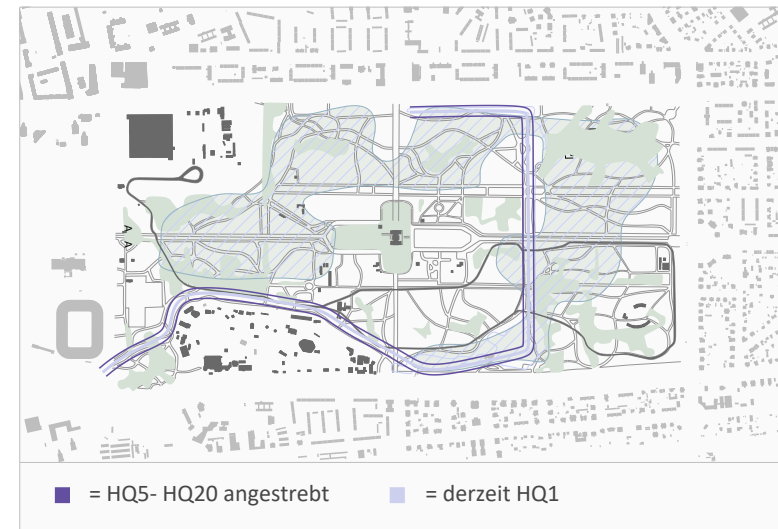 = HQ5- HQ20 angestrebt = derzeit HQ1